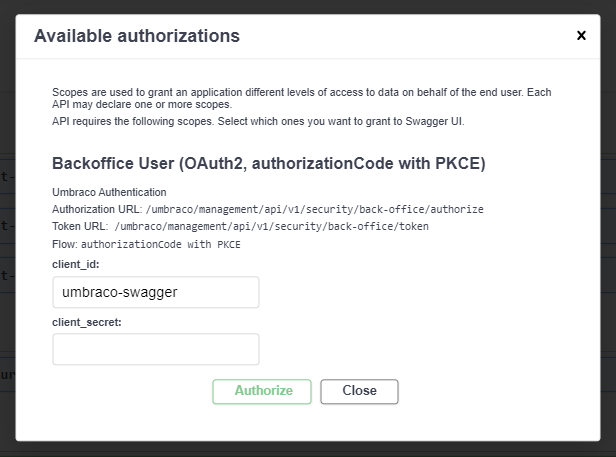 Available authorizations
×
Scopes are used to grant an application different levels of access to data on behalf of the end user. Each
API may declare one or more scopes.
API requires the following scopes. Select which ones you want to grant to Swagger UI.
Backoffice User (OAuth2, authorizationCode with PKCE)
Umbraco Authentication
Authorization URL: /umbraco/management/api/v1/security/back-office/authorize
Token URL: /umbraco/management/api/v1/security/back-office/token
Flow: authorizationCode with PKCE
client_id:
umbraco-swagger
client_secret:
Authorize Close